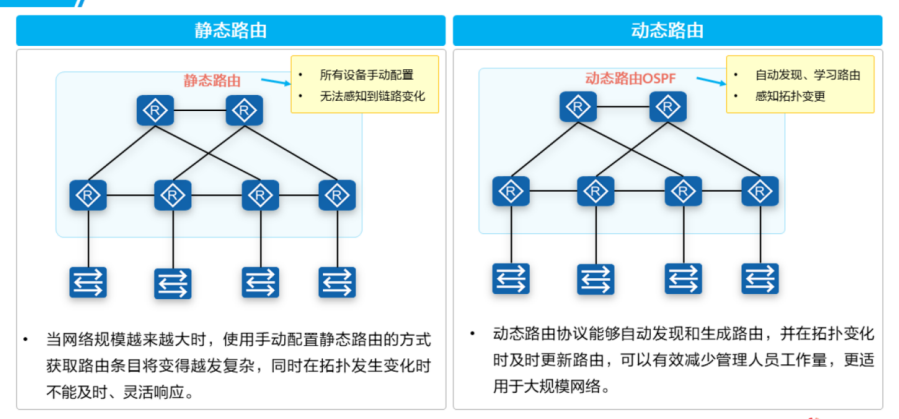 静态路由
静态路由
• 所有设备手动配置
• 无法感知到链路变化
R
R
R
R
R
R
• 当网络规模越来越大时，使用手动配置静态路由的方式
获取路由条目将变得越发复杂，同时在拓扑发生变化时
不能及时、灵活响应。
动态路由
动态路由OSPF
• 自动发现、学习路由
• 感知拓扑变更
R
R
R
R
R
R
• 动态路由协议能够自动发现和生成路由，并在拓扑变化
时及时更新路由，可以有效减少管理人员工作量，更适
用于大规模网络。